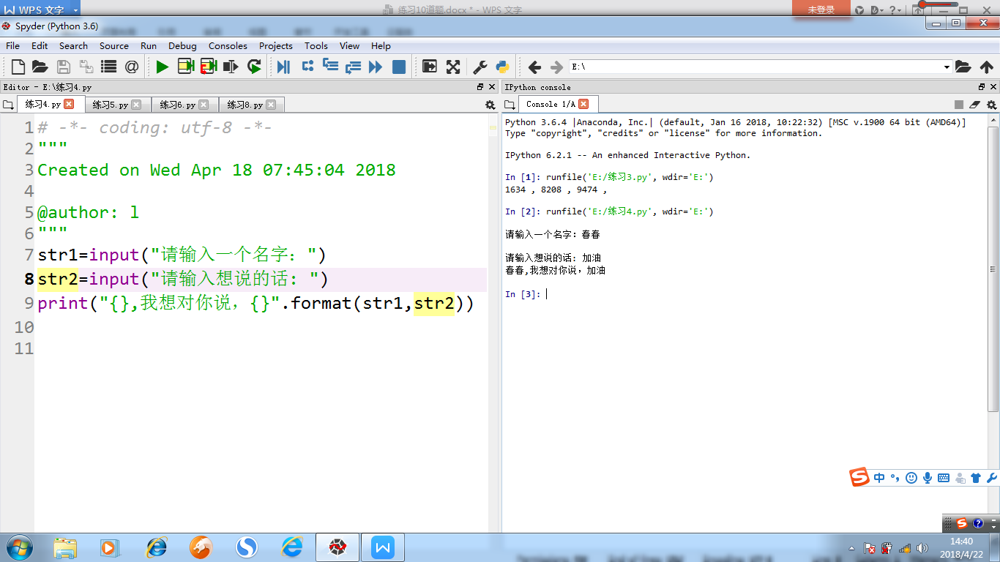 WPS 文字
练习10道题.docx * - WPS 文字
未登录
Spyder (Python 3.6)
File Edit Search Source Run Debug Consoles Projects Tools View Help
E:\
Editor - E:\练习4.py
IPython console
练习4.py 练习5.py 练习6.py 练习8.py
Console 1/A
1 # -*- coding: utf-8 -*-
2 """
3 Created on Wed Apr 18 07:45:04 2018
4
5 @author: l
6 """
7 str1=input("请输入一个名字: ")
8 str2=input("请输入想说的话: ")
9 print("{},我想对你说，{}".format(str1,str2))
10
11
Python 3.6.4 |Anaconda, Inc.| (default, Jan 16 2018, 10:22:32) [MSC v.1900 64 bit (AMD64)]
Type "copyright", "credits" or "license" for more information.
IPython 6.2.1 -- An enhanced Interactive Python.
In [1]: runfile('E:/练习3.py', wdir='E:')
1634 , 8208 , 9474 ,
In [2]: runfile('E:/练习4.py', wdir='E:')
请输入一个名字: 春春
请输入想说的话: 加油
春春,我想对你说，加油
In [3]:
中
14:40
2018/4/22